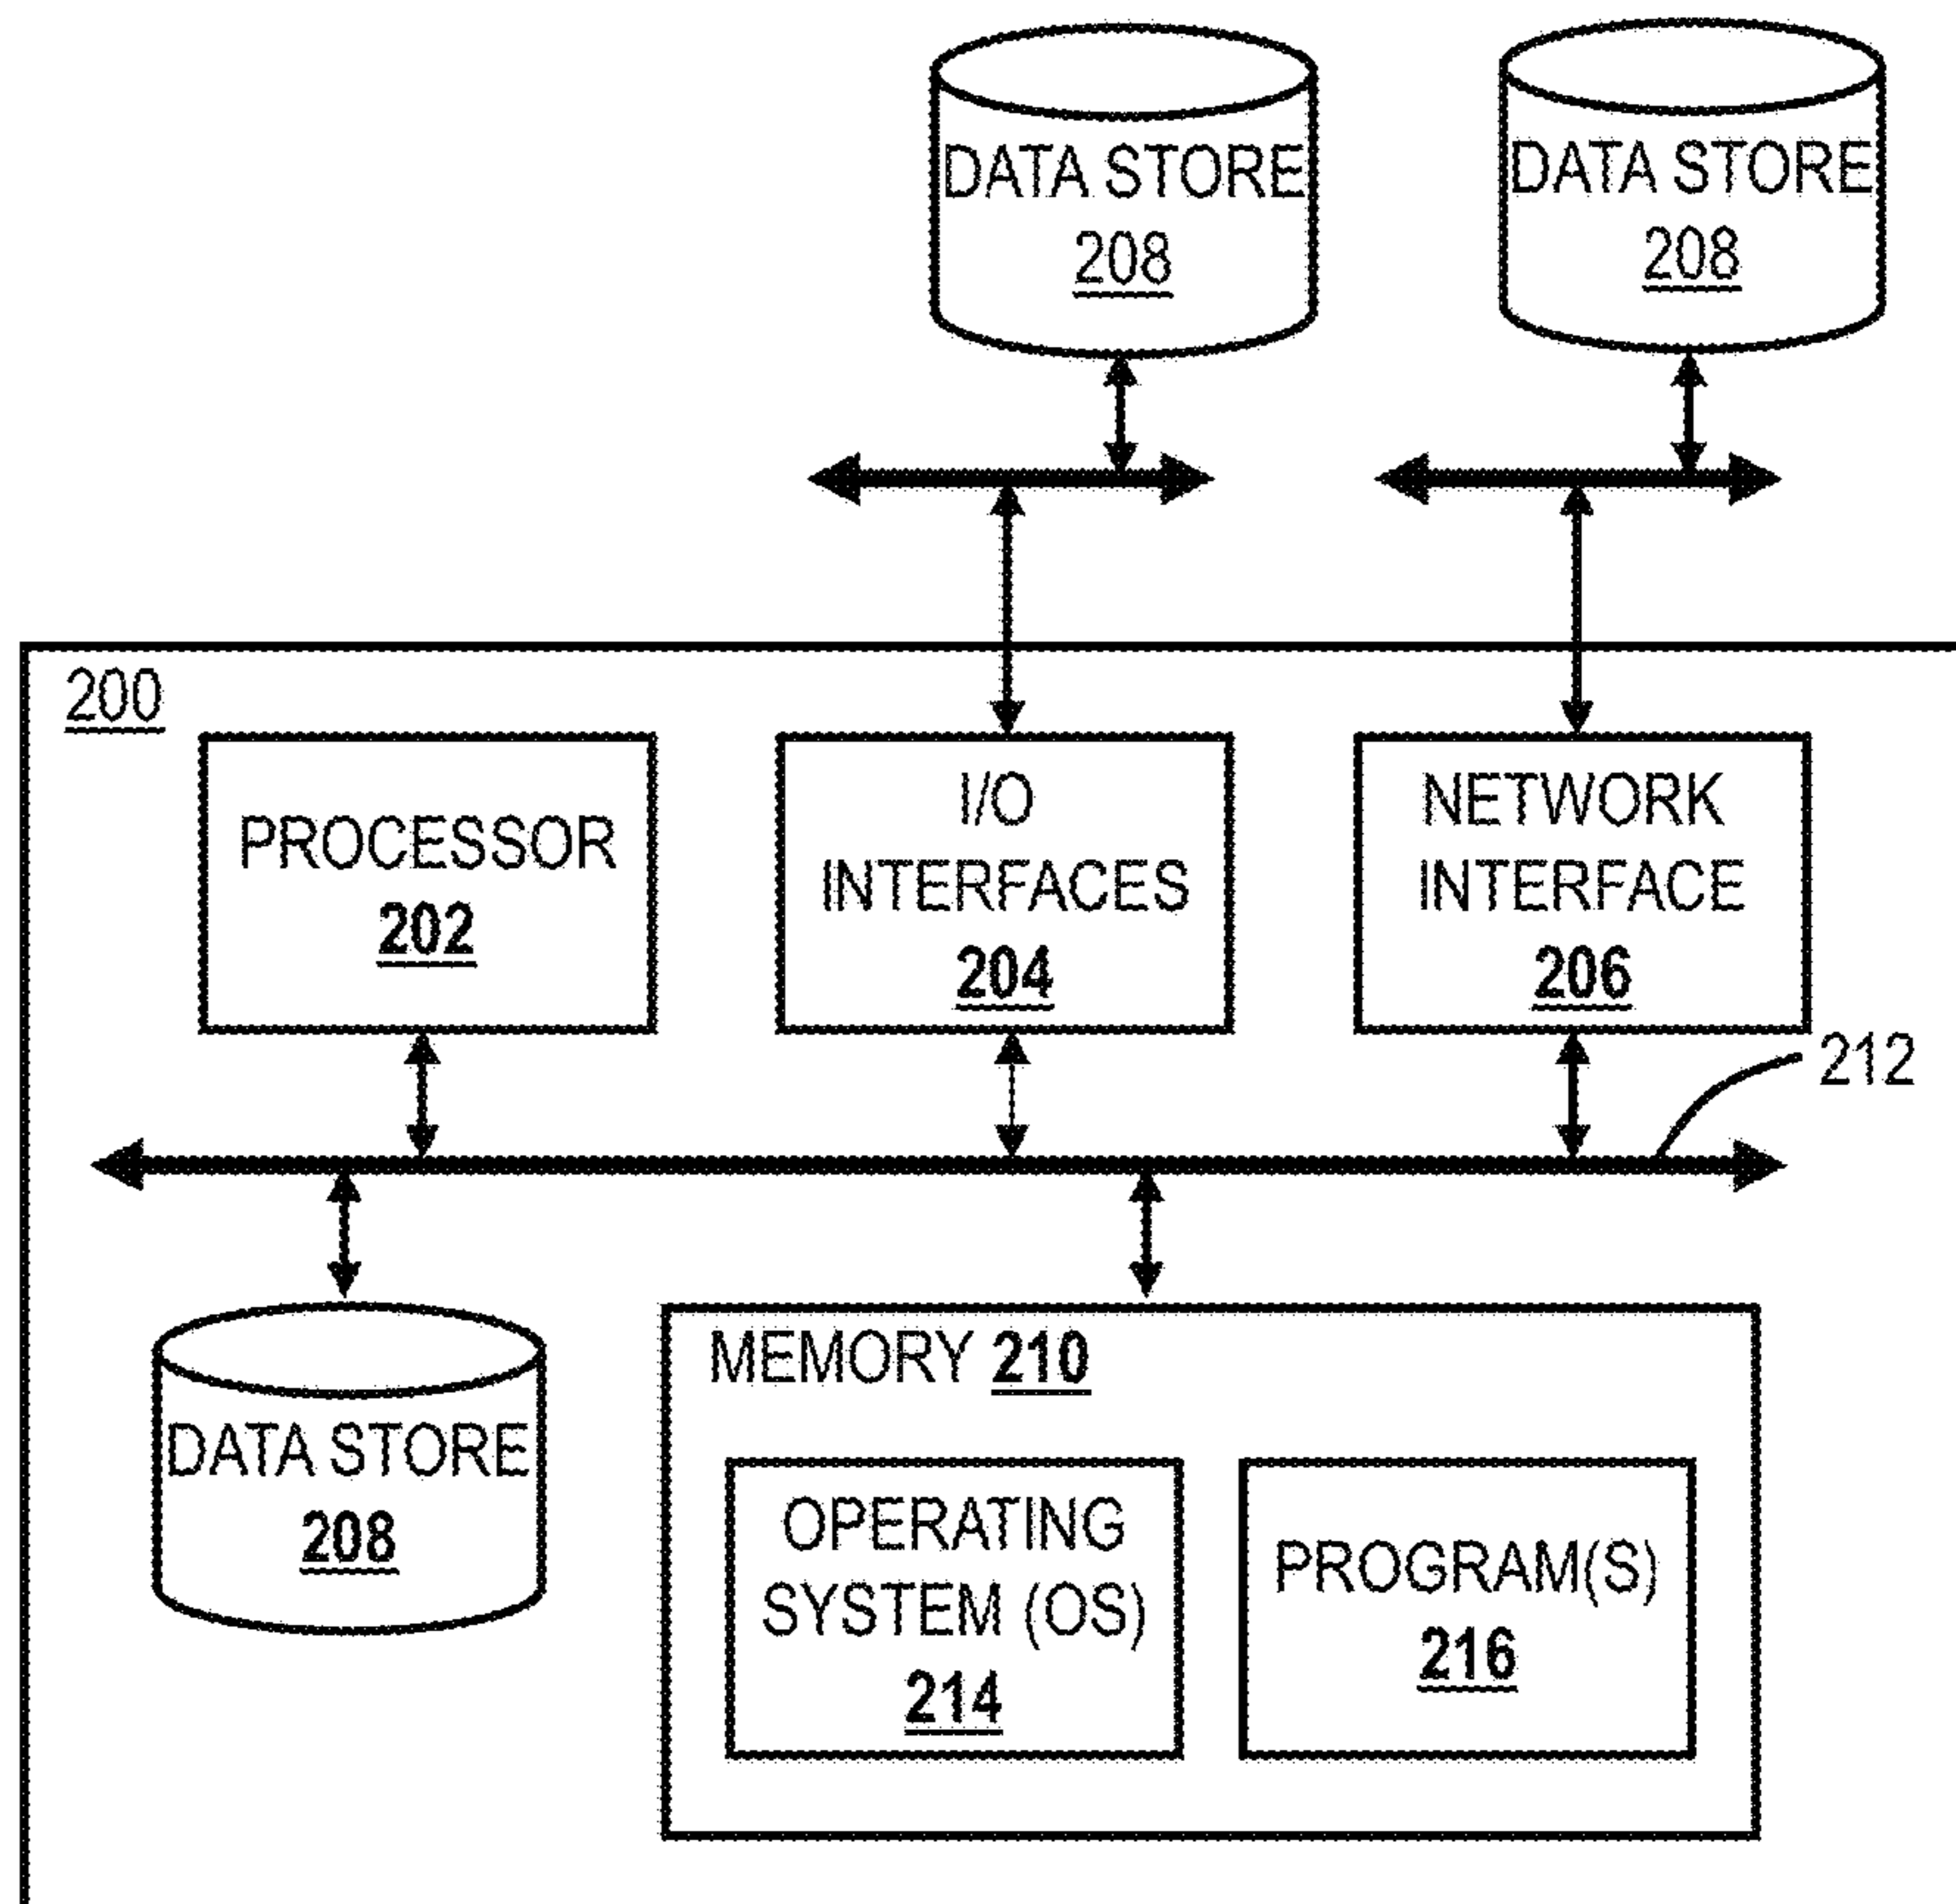 DATA STORE
208
DATA STORE
208
200
PROCESSOR
202
I/O
INTERFACES
204
NETWORK
INTERFACE
206
212
DATA STORE
208
MEMORY 210
OPERATING
SYSTEM (OS)
214
PROGRAM(S)
216